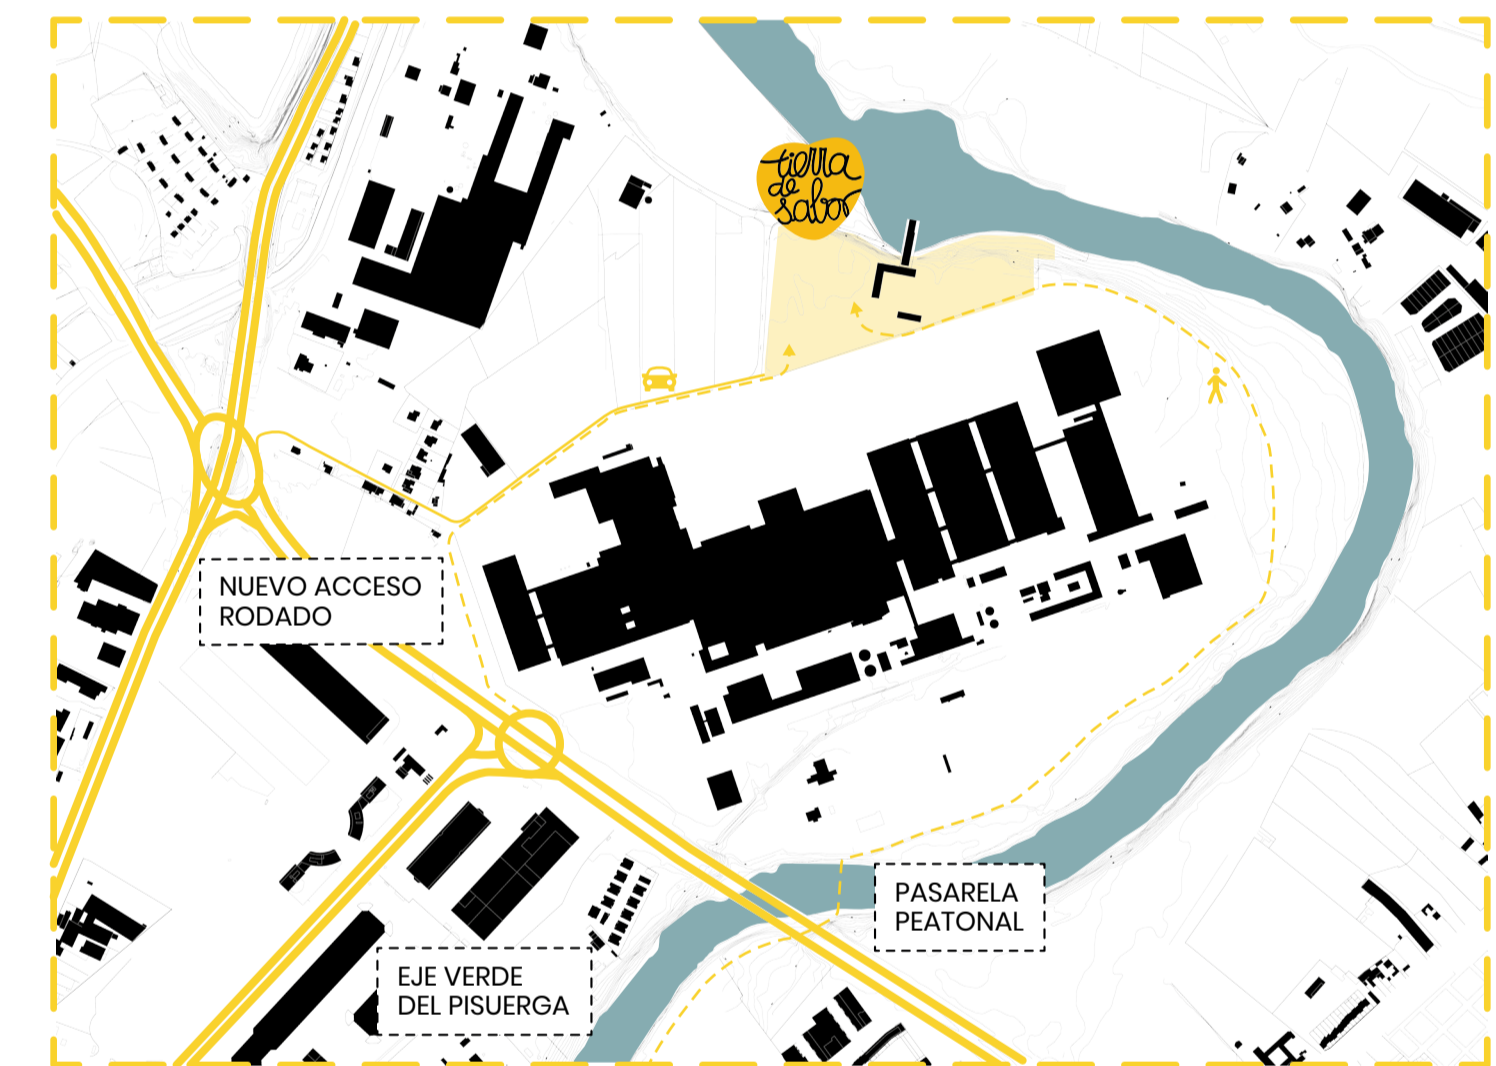 tierra
de
sabor
NUEVO ACCESO
RODADO
PASARELA
PEATONAL
EJE VERDE
DEL PISUERGA